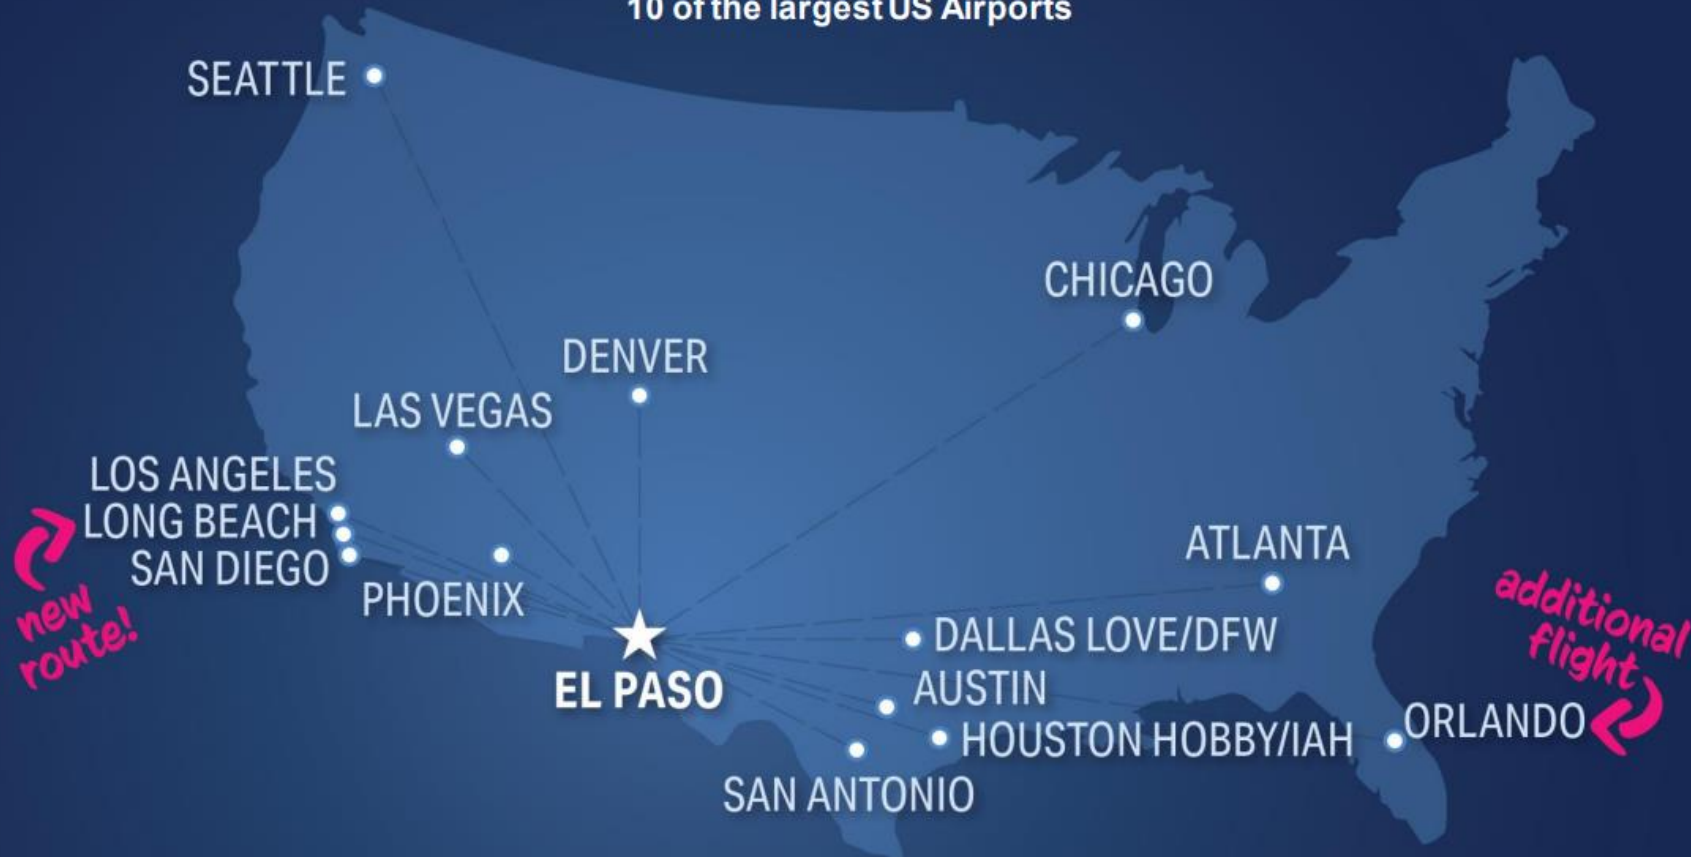 10 of the largest US Airports
SEATTLE
CHICAGO
DENVER
LAS VEGAS
LOS ANGELES
LONG BEACH
SAN DIEGO
PHOENIX
new
route!
EL PASO
ATLANTA
DALLAS LOVE/DFW
AUSTIN
HOUSTON HOBBY/IAH
SAN ANTONIO
additional
flight
ORLANDO